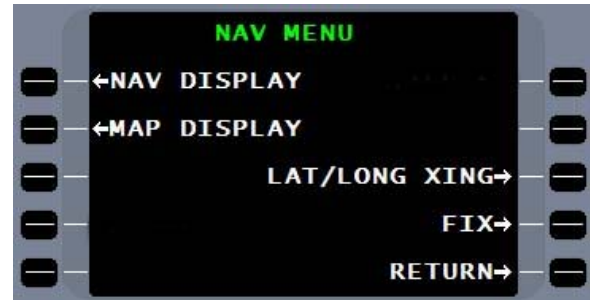 NAV MENU
←NAV DISPLAY
←MAP DISPLAY
LAT/LONG XING→
FIX→
RETURN→